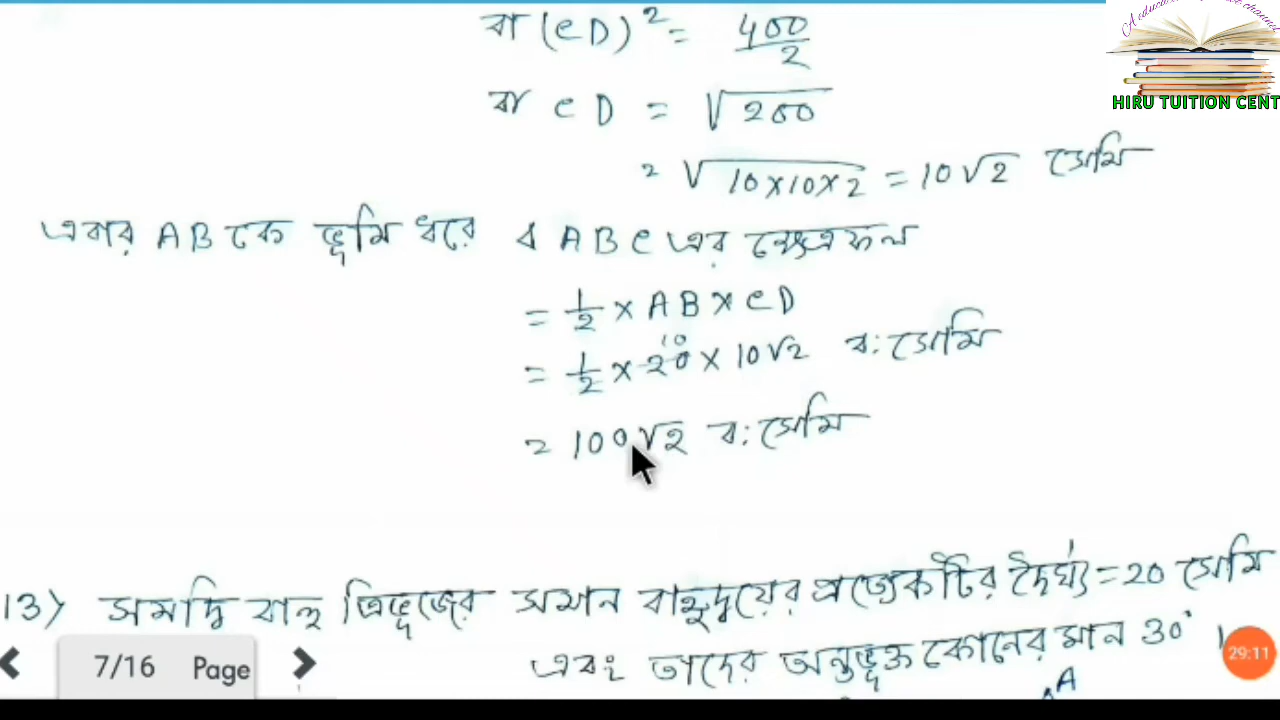 বা (CD)² = 400/2
বা CD = √200
= √10×10×2 = 10√2 সেমি
এবার AB কে ভূমি ধরে Δ ABC এর ক্ষেত্রফল
= 1/2 × AB × CD
= 1/2 × 20 × 10√2 ব: সেমি
10
= 100√2 ব: সেমি
13) সমদ্বি বাহু ত্রিভূজের সমান বাহুদ্বয়ের প্রত্যেকটির দৈর্ঘ্য = 20 সেমি
এবং তাদের অন্তর্ভূক্ত কোনের মান 30°
A
HIRU TUITION CENT
7/16 Page
29:11